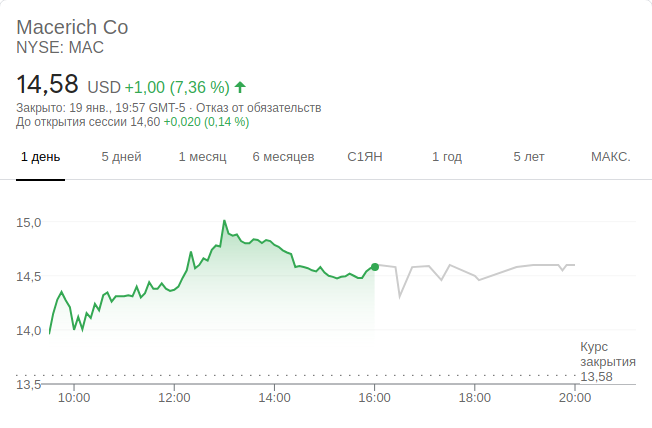 Macerich Co
NYSE: MAC
14,58 USD +1,00 (7,36 %)
Закрыто: 19 янв., 19:57 GMT-5 · Отказ от обязательств
До открытия сессии 14,60 +0,020 (0,14 %)
1 день 5 дней 1 месяц 6 месяцев С1ЯН 1 год 5 лет МАКС.
15,0
14,5
14,0
Курс
закрытия
13,58
13,5
10:00 12:00 14:00 16:00 18:00 20:00